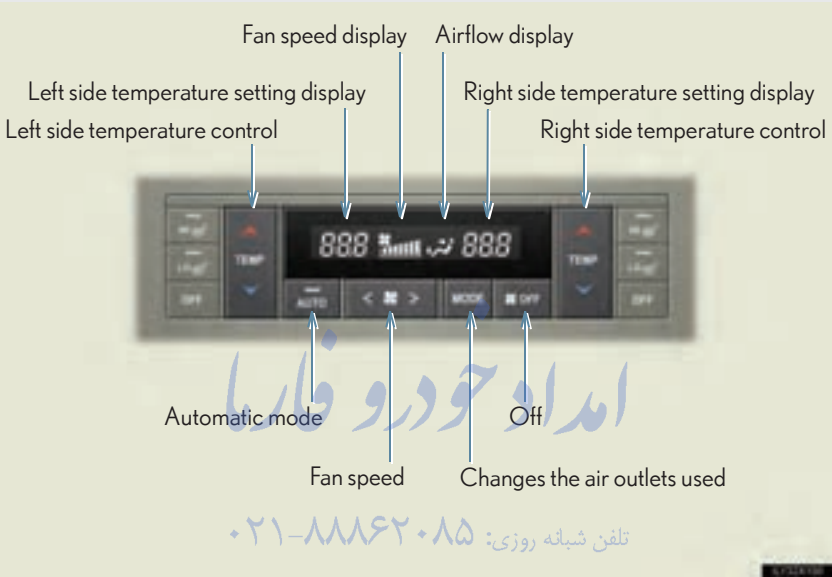 Fan speed display Airflow display
Left side temperature setting display Right side temperature setting display
Left side temperature control Right side temperature control
888 888
TEMP TEMP
OFF OFF
AUTO < > MODE OFF
امداد خودرو فارما
Automatic mode Off
Fan speed Changes the air outlets used
تلفن شبانه روزی: ۰۲۱-۸۸۸۶۲۰۸۵